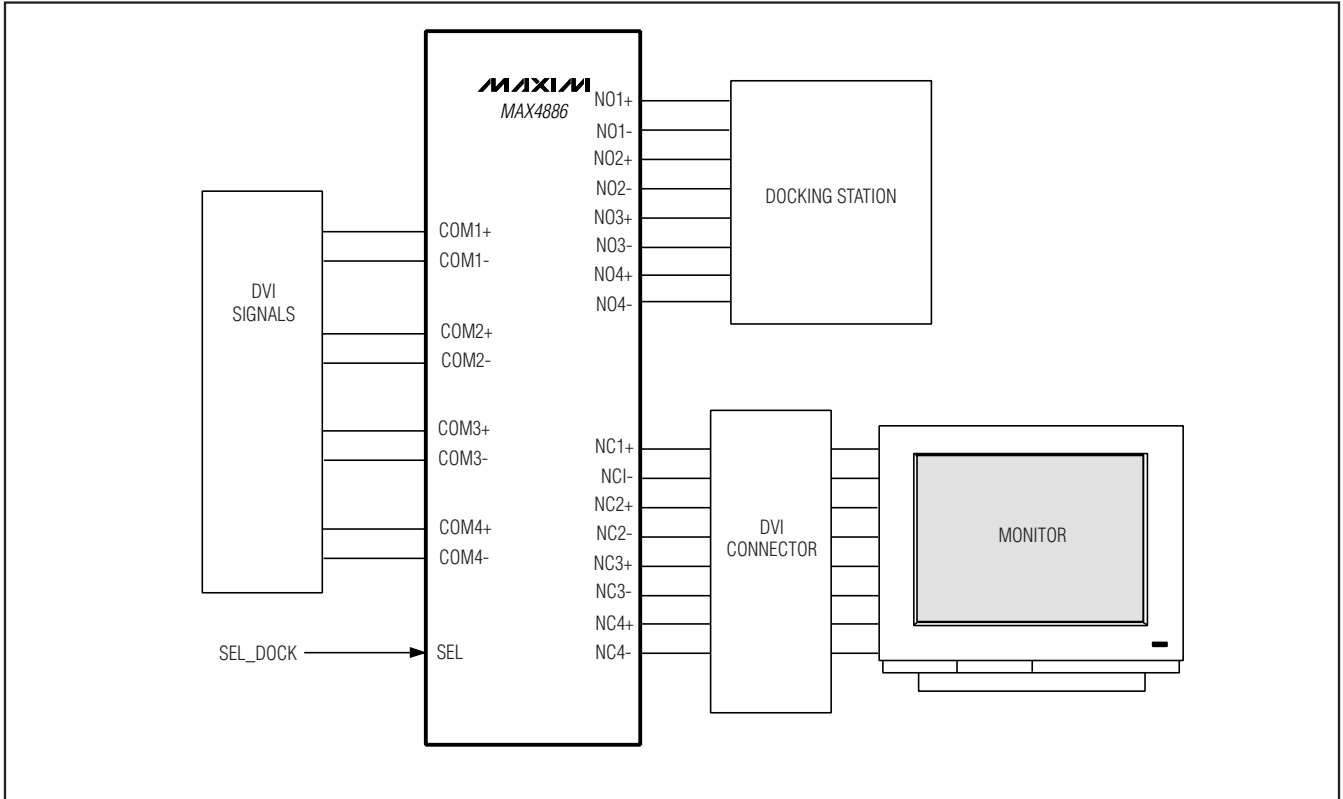 MAXIM
MAX4886
NO1+
NO1-
NO2+
NO2-
NO3+
NO3-
NO4+
NO4-
DOCKING STATION
DVI
SIGNALS
COM1+
COM1-
COM2+
COM2-
COM3+
COM3-
COM4+
COM4-
SEL_DOCK
SEL
NC1+
NCI-
NC2+
NC2-
NC3+
NC3-
NC4+
NC4-
DVI
CONNECTOR
MONITOR